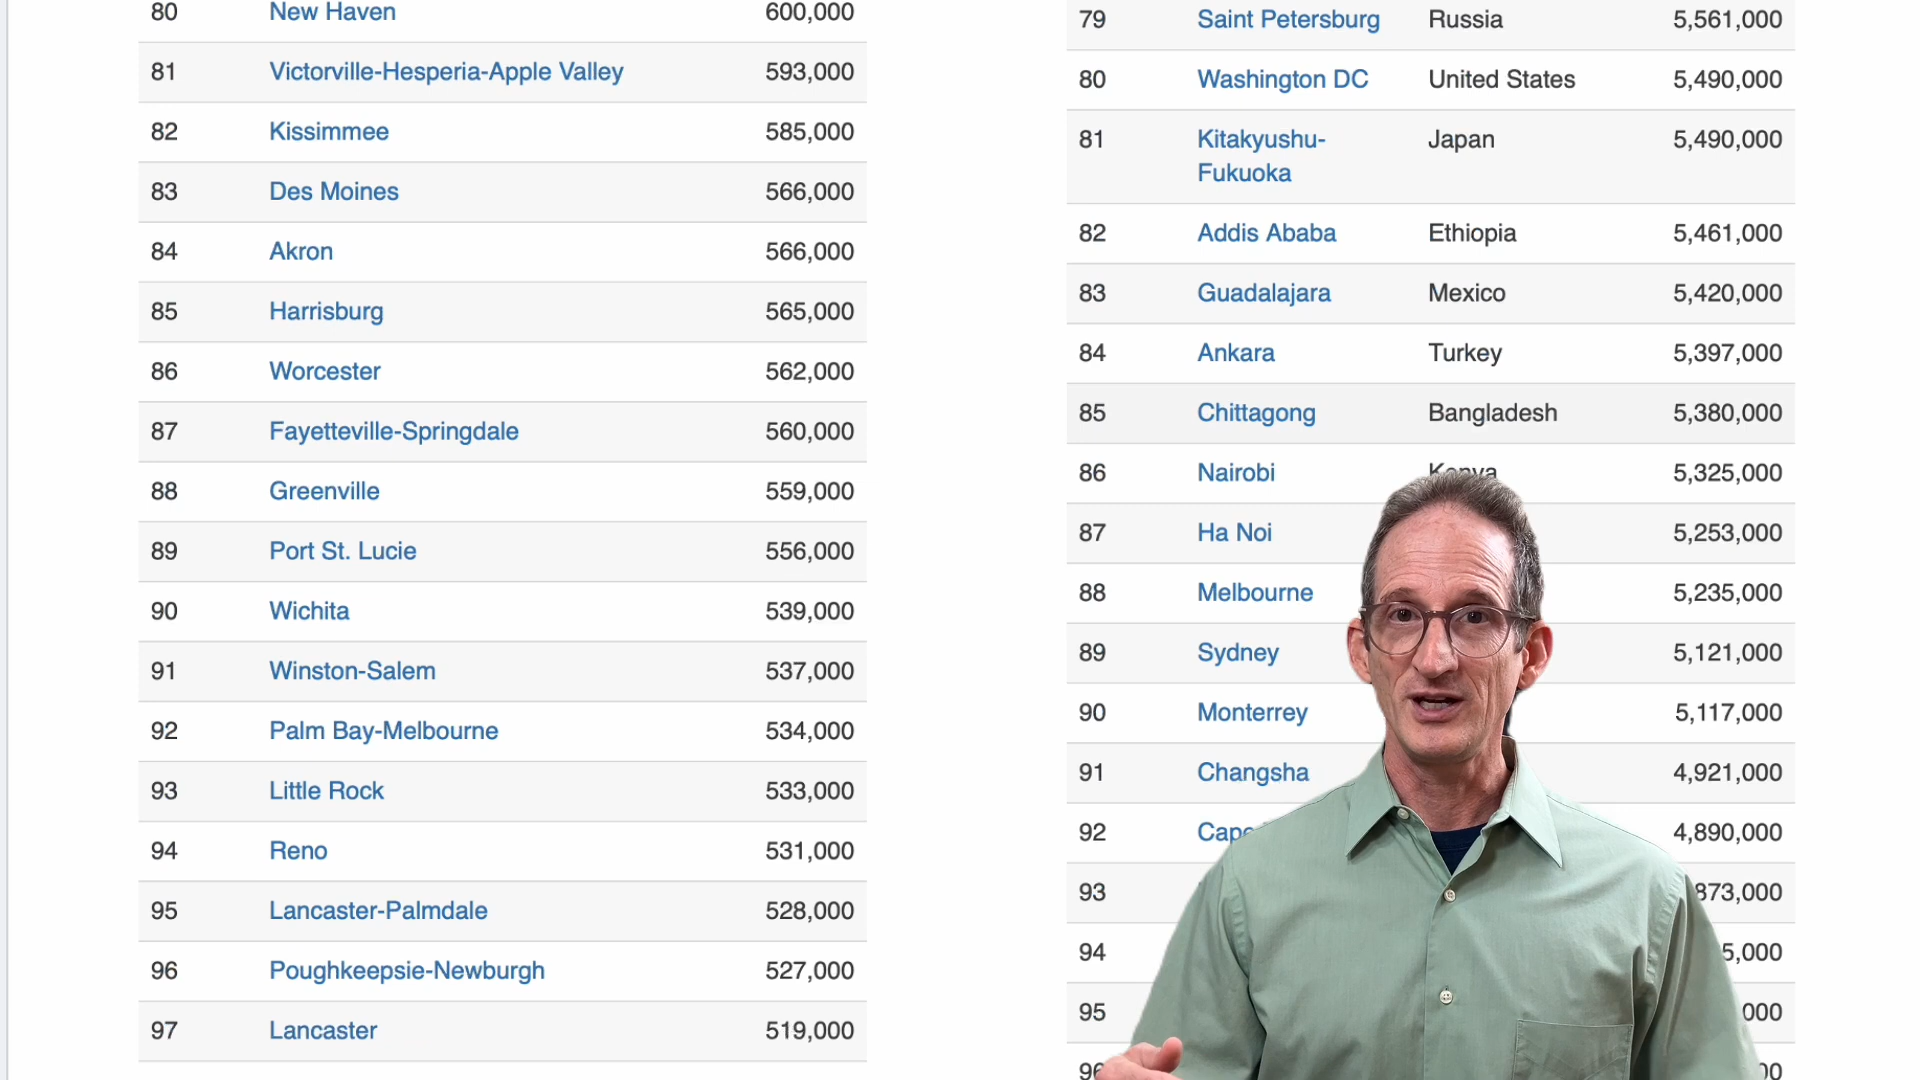 80 New Haven 600,000
81 Victorville-Hesperia-Apple Valley 593,000
82 Kissimmee 585,000
83 Des Moines 566,000
84 Akron 566,000
85 Harrisburg 565,000
86 Worcester 562,000
87 Fayetteville-Springdale 560,000
88 Greenville 559,000
89 Port St. Lucie 556,000
90 Wichita 539,000
91 Winston-Salem 537,000
92 Palm Bay-Melbourne 534,000
93 Little Rock 533,000
94 Reno 531,000
95 Lancaster-Palmdale 528,000
96 Poughkeepsie-Newburgh 527,000
97 Lancaster 519,000
79 Saint Petersburg Russia 5,561,000
80 Washington DC United States 5,490,000
81 Kitakyushu- Japan 5,490,000
Fukuoka
82 Addis Ababa Ethiopia 5,461,000
83 Guadalajara Mexico 5,420,000
84 Ankara Turkey 5,397,000
85 Chittagong Bangladesh 5,380,000
86 Nairobi Kenya 5,325,000
87 Ha Noi 5,253,000
88 Melbourne 5,235,000
89 Sydney 5,121,000
90 Monterrey 5,117,000
91 Changsha 4,921,000
92 Cape 4,890,000
93 873,000
94 5,000
95 000
96